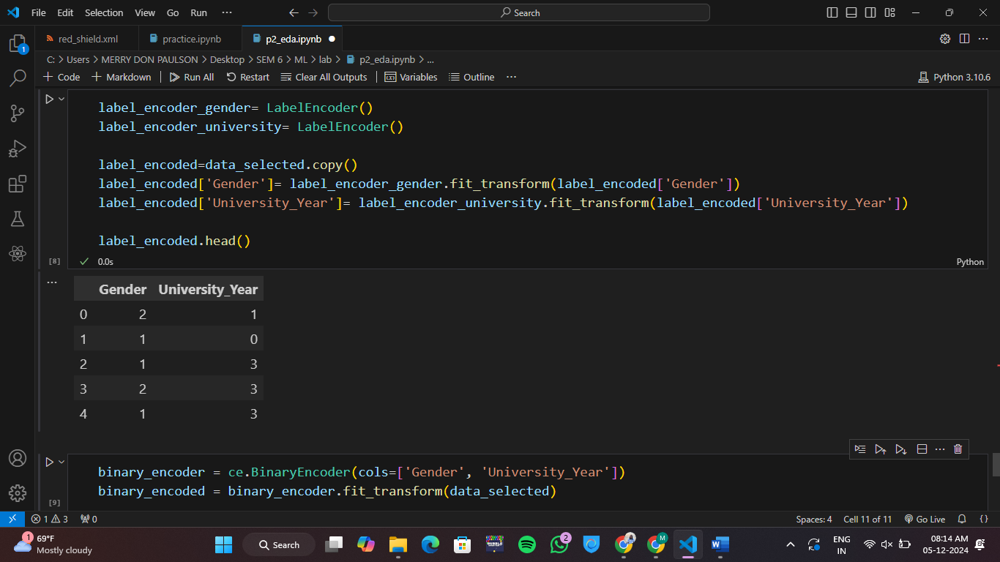 File Edit Selection View Go Run ··· Search
red_shield.xml practice.ipynb p2_eda.ipynb
C: > Users > MERRY DON PAULSON > Desktop > SEM 6 > ML > lab > p2_eda.ipynb > ...
+ Code + Markdown | Run All Restart Clear All Outputs | Variables Outline ··· Python 3.10.6
label_encoder_gender= LabelEncoder()
label_encoder_university= LabelEncoder()
label_encoded=data_selected.copy()
label_encoded['Gender']= label_encoder_gender.fit_transform(label_encoded['Gender'])
label_encoded['University_Year']= label_encoder_university.fit_transform(label_encoded['University_Year'])
label_encoded.head()
[8] ✓ 0.0s Python
Gender University_Year
0 2 1
1 1 0
2 1 3
3 2 3
4 1 3
binary_encoder = ce.BinaryEncoder(cols=['Gender', 'University_Year'])
binary_encoded = binary_encoder.fit_transform(data_selected)
[9]
1 3 0 Spaces: 4 Cell 11 of 11 Go Live {}
1 69°F
Mostly cloudy
Search 2 M W ENG
IN
08:14 AM
05-12-2024